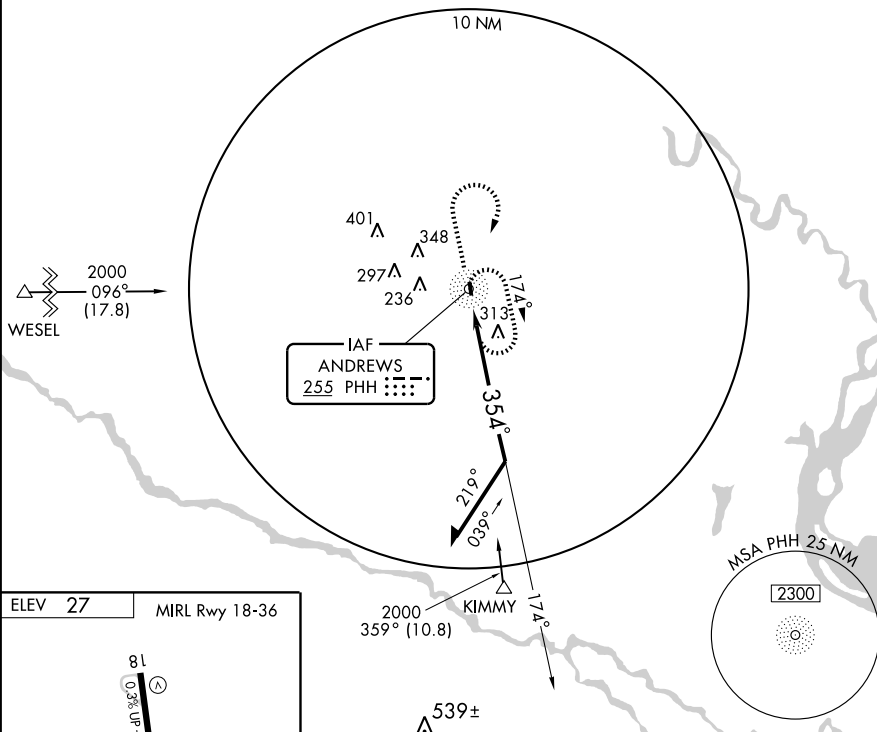 10 NM
401
348
297
236
2000
096°
(17.8)
WESEL
174°
313
IAF
ANDREWS
255 PHH
354°
219°
039°
MSA PHH 25 NM
2300
KIMMY
2000
359° (10.8)
174°
ELEV 27
MIRL Rwy 18-36
18
V
0.3% UP
539±